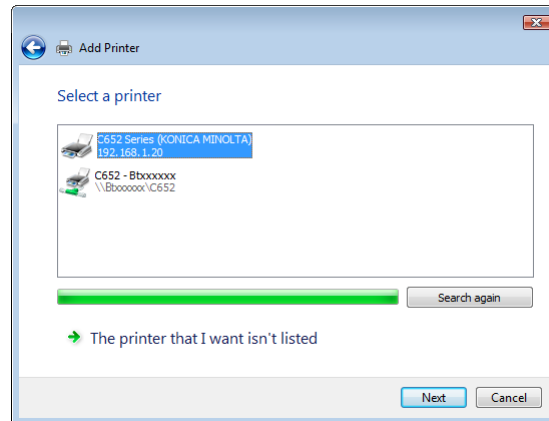 Add Printer
Select a printer
C652 Series (KONICA MINOLTA)
192.168.1.20
C652 - Btxxxxxx
\\Btxxxxxx\C652
Search again
The printer that I want isn't listed
Next
Cancel